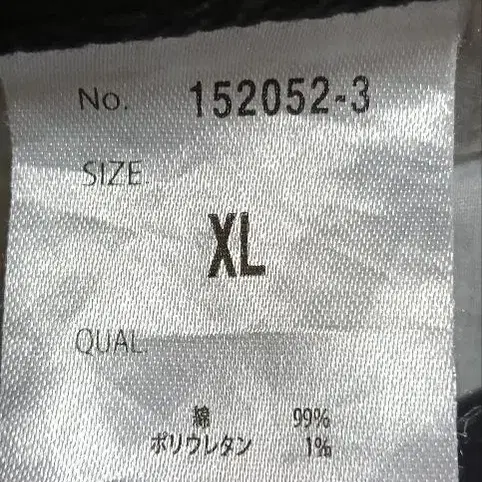 No. 152052-3
SIZE.
XL
QUAL.
綿 99%
ポリウレタン 1%